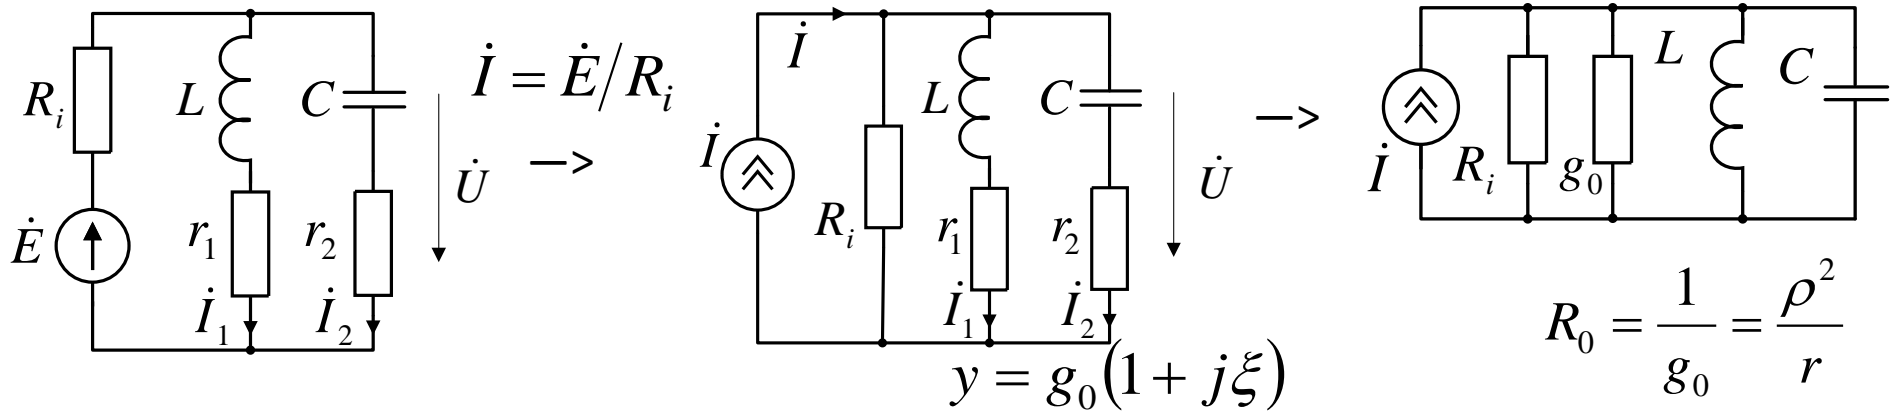 R_i L C U̇ Ė r_1 r_2 İ_1 İ_2
İ = Ė/R_i
—>
İ İ L C R_i r_1 r_2 U̇ İ_1 İ_2
y = g_0(1 + jξ)
—>
L C İ R_i g_0
R_0 = 1/g_0 = ρ^2/r